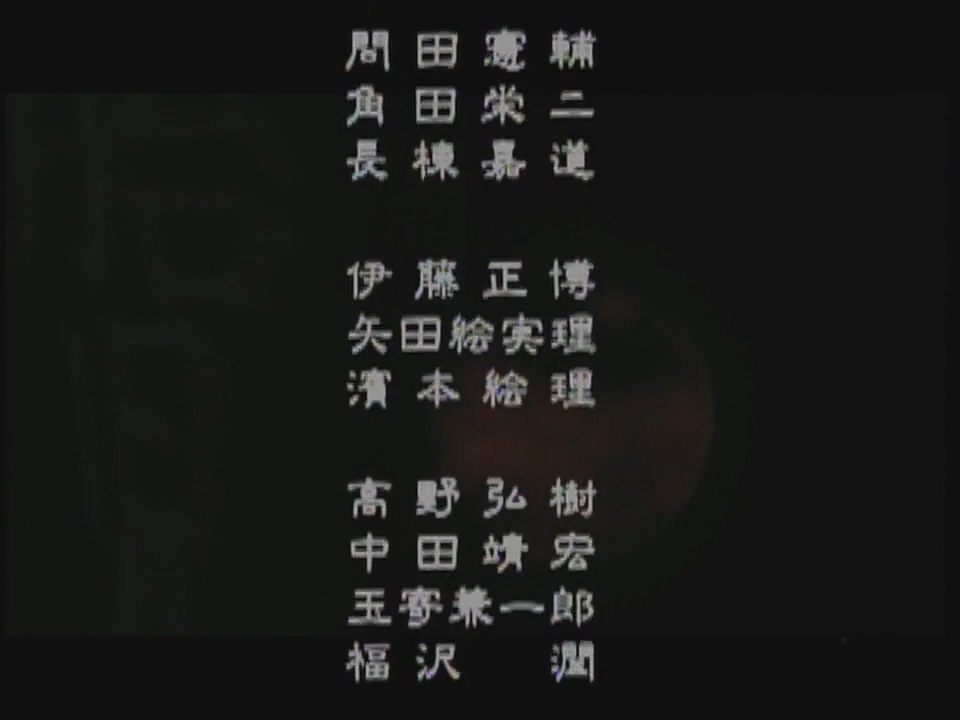 間田憲輔
角田栄二
長棟嘉道
伊藤正博
矢田絵実理
濱本絵理
高野弘樹
中田靖宏
玉寄兼一郎
福沢 潤